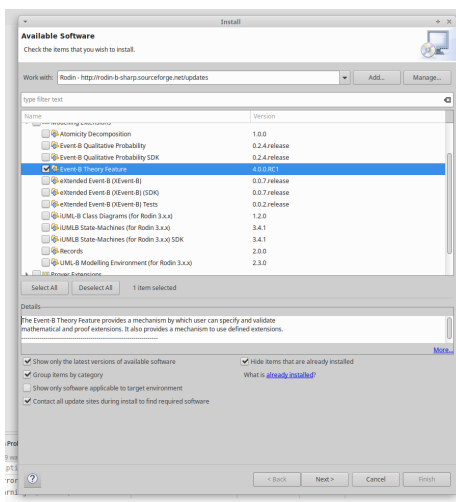 Install
Available Software
Check the items that you wish to install.
Work with: Rodin - http://rodin-b-sharp.sourceforge.net/updates Add... Manage...
type filter text
Name Version
Modelling Extensions
Atomicity Decomposition 1.0.0
Event-B Qualitative Probability 0.2.4.release
Event-B Qualitative Probability SDK 0.2.4.release
Event-B Theory Feature 4.0.0.RC1
eXtended Event-B (XEvent-B) 0.0.7.release
eXtended Event-B (XEvent-B) (SDK) 0.0.7.release
eXtended Event-B (XEvent-B) Tests 0.0.2.release
iUML-B Class Diagrams (for Rodin 3.x.x) 1.2.0
iUMLB State-Machines (for Rodin 3.x.x) 3.4.1
iUMLB State-Machines (for Rodin 3.x.x) SDK 3.4.1
Records 2.0.0
UML-B Modelling Environment (for Rodin 3.x.x) 2.3.0
Prover Extensions
Select All Deselect All 1 item selected
Details
The Event-B Theory Feature provides a mechanism by which user can specify and validate
mathematical and proof extensions. It also provides a mechanism to use defined extensions.
More...
Show only the latest versions of available software Hide items that are already installed
Group items by category What is already installed?
Show only software applicable to target environment
Contact all update sites during install to find required software
< Back Next > Cancel Finish